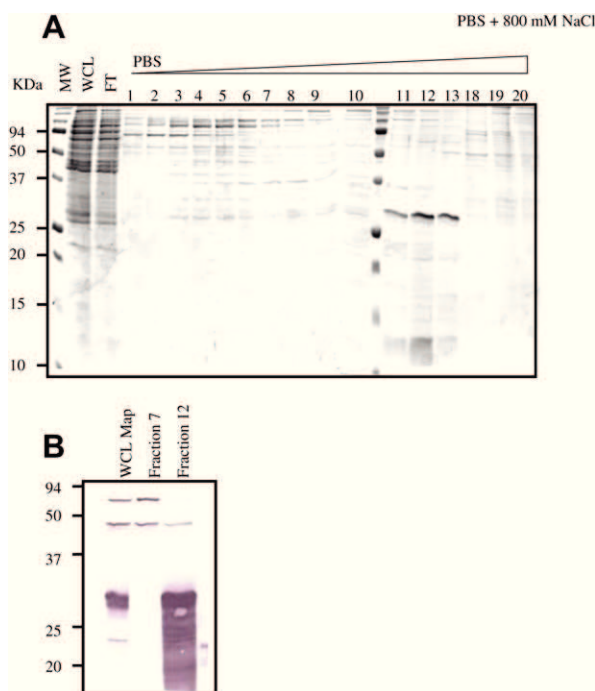 PBS + 800 mM NaCl
A
PBS
KDa
MW
WCL
FT
1 2 3 4 5 6 7 8 9 10 11 12 13 18 19 20
94
50
37
25
20
15
10
B
WCL Map
Fraction 7
Fraction 12
94
50
37
25
20